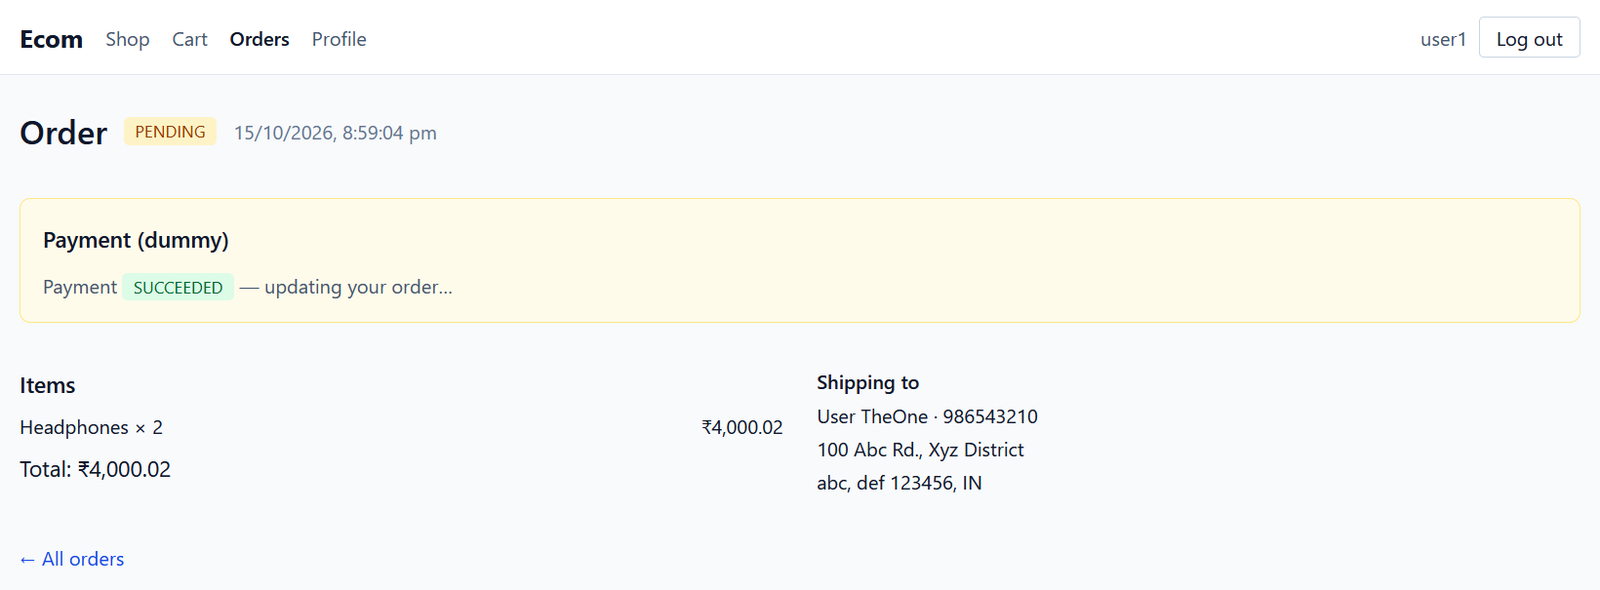 Ecom Shop Cart Orders Profile user1 Log out
Order PENDING 15/10/2026, 8:59:04 pm
Payment (dummy)
Payment SUCCEEDED — updating your order...
Items
Headphones × 2 ₹4,000.02
Total: ₹4,000.02
Shipping to
User TheOne · 986543210
100 Abc Rd., Xyz District
abc, def 123456, IN
← All orders